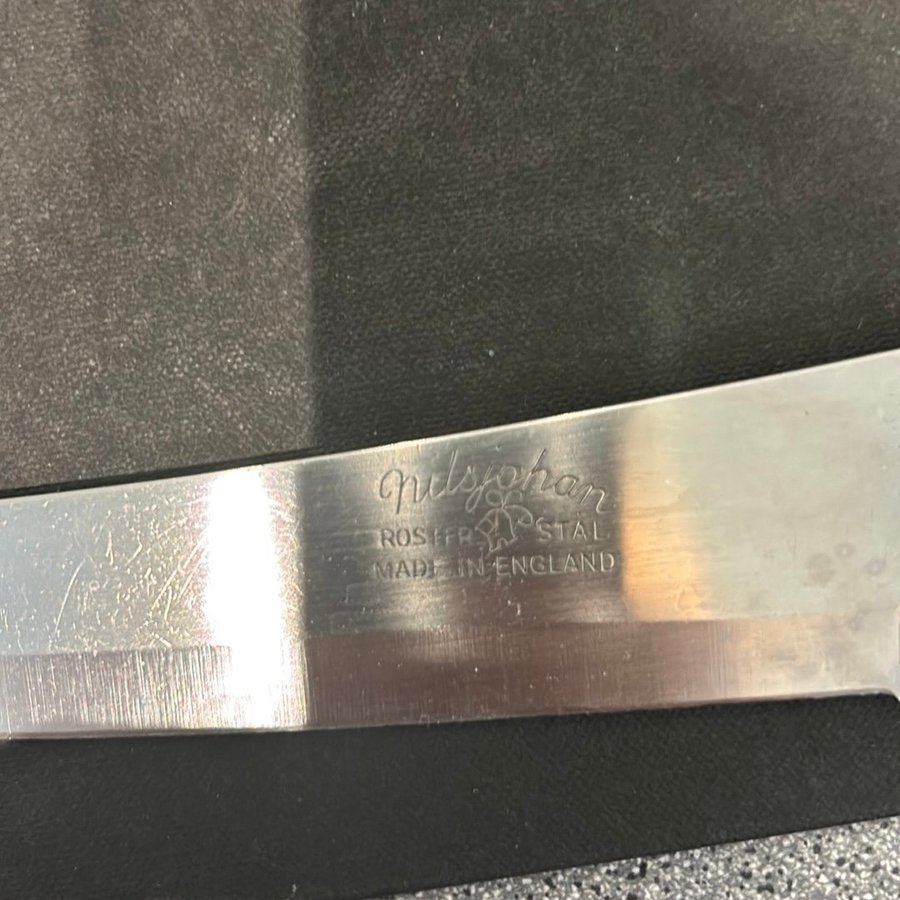 nilsjohan
ROSTFR STÅL
MADE IN ENGLAND